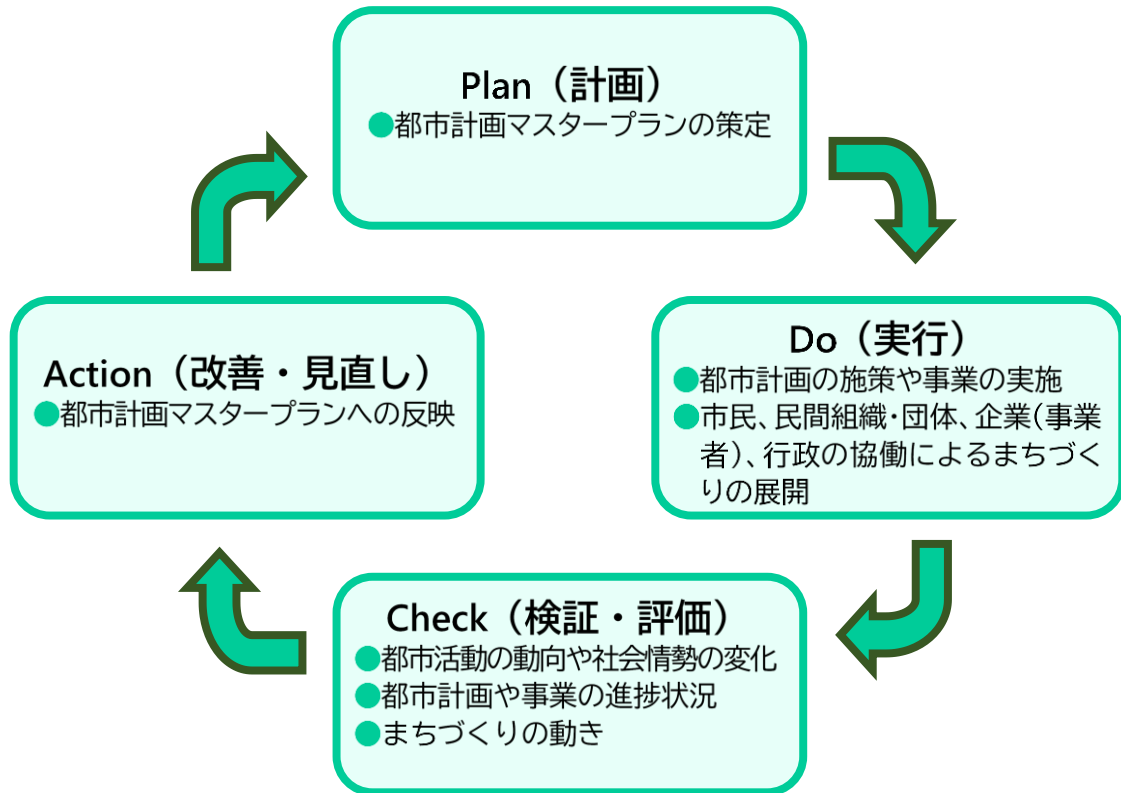 Plan（計画）
●都市計画マスタープランの策定
Do（実行）
●都市計画の施策や事業の実施
●市民、民間組織・団体、企業（事業
者）、行政の協働によるまちづく
りの展開
Check（検証・評価）
●都市活動の動向や社会情勢の変化
●都市計画や事業の進捗状況
●まちづくりの動き
Action（改善・見直し）
●都市計画マスタープランへの反映